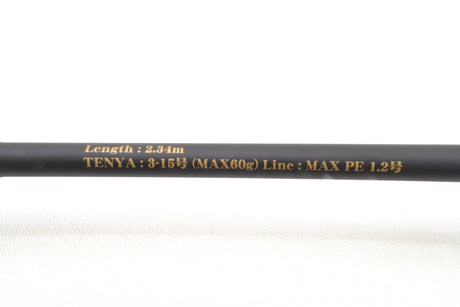 Length : 2.34m
TENYA : 3-15号 (MAX60g) Line : MAX PE 1.2号